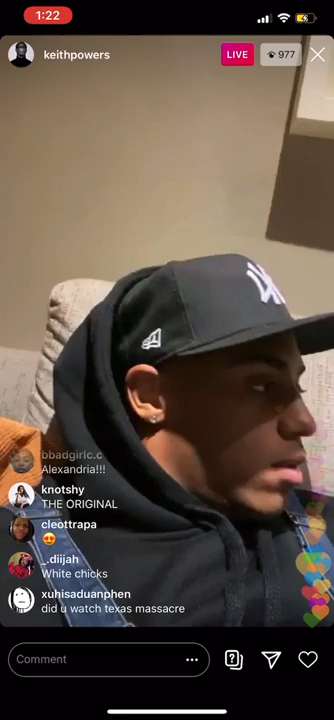 1:22
keithpowers
LIVE
977
NY
bbadgirlc.c
Alexandria!!!
knotshy
THE ORIGINAL
cleottrapa
😍
_.diijah
White chicks
xuhisaduanphen
did u watch texas massacre
Comment